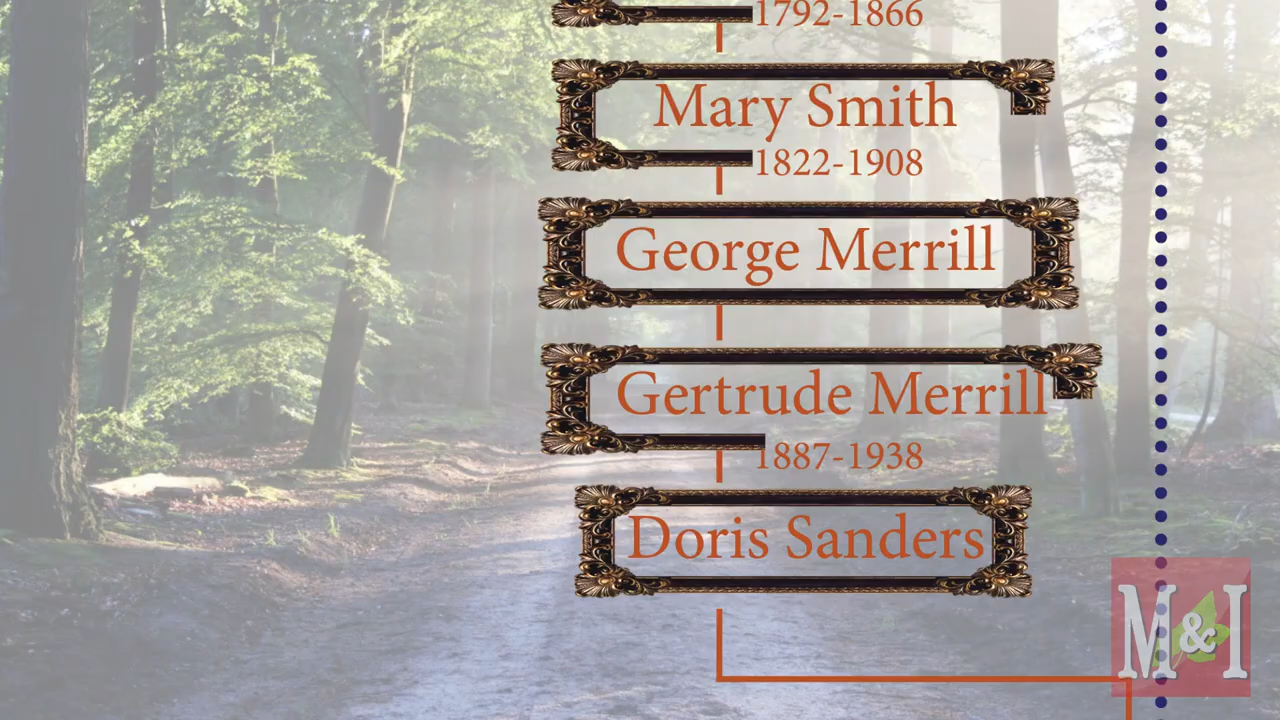 1792-1866
Mary Smith
1822-1908
George Merrill
Gertrude Merrill
1887-1938
Doris Sanders
M&I